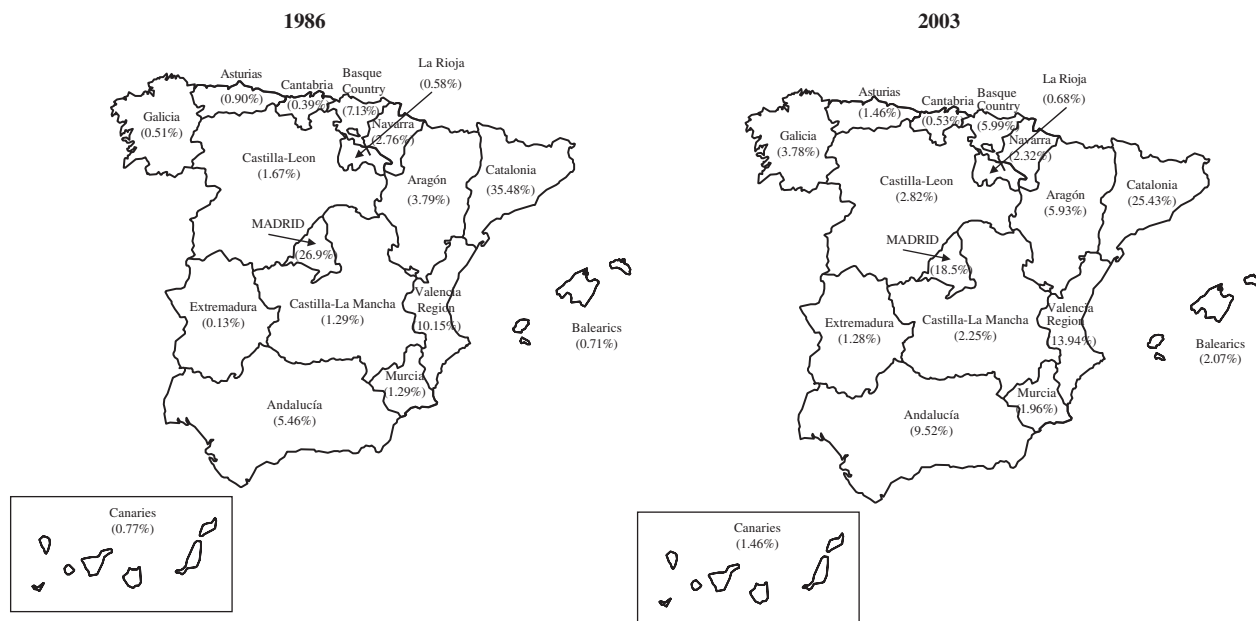 1986
La Rioja
(0.58%)
Asturias
(0.90%)
Cantabria
(0.39%)
Basque
Country
(7.13%)
Galicia
(0.51%)
Navarra
(2.76%)
Castilla-Leon
(1.67%)
Catalonia
(35.48%)
Aragón
(3.79%)
MADRID
(26.9%)
Extremadura
(0.13%)
Castilla-La Mancha
(1.29%)
Valencia
Region
10.15%)
Balearics
(0.71%)
Murcia
(1.29%)
Andalucía
(5.46%)
Canaries
(0.77%)
2003
La Rioja
(0.68%)
Asturias
(1.46%)
Cantabria
(0.53%)
Basque
Country
(5.99%)
Galicia
(3.78%)
Navarra
(2.32%)
Castilla-Leon
(2.82%)
Catalonia
(25.43%)
Aragón
(5.93%)
MADRID
(18.5%)
Extremadura
(1.28%)
Castilla-La Mancha
(2.25%)
Valencia
Region
13.94%)
Balearics
(2.07%)
Murcia
(1.96%)
Andalucía
(9.52%)
Canaries
(1.46%)